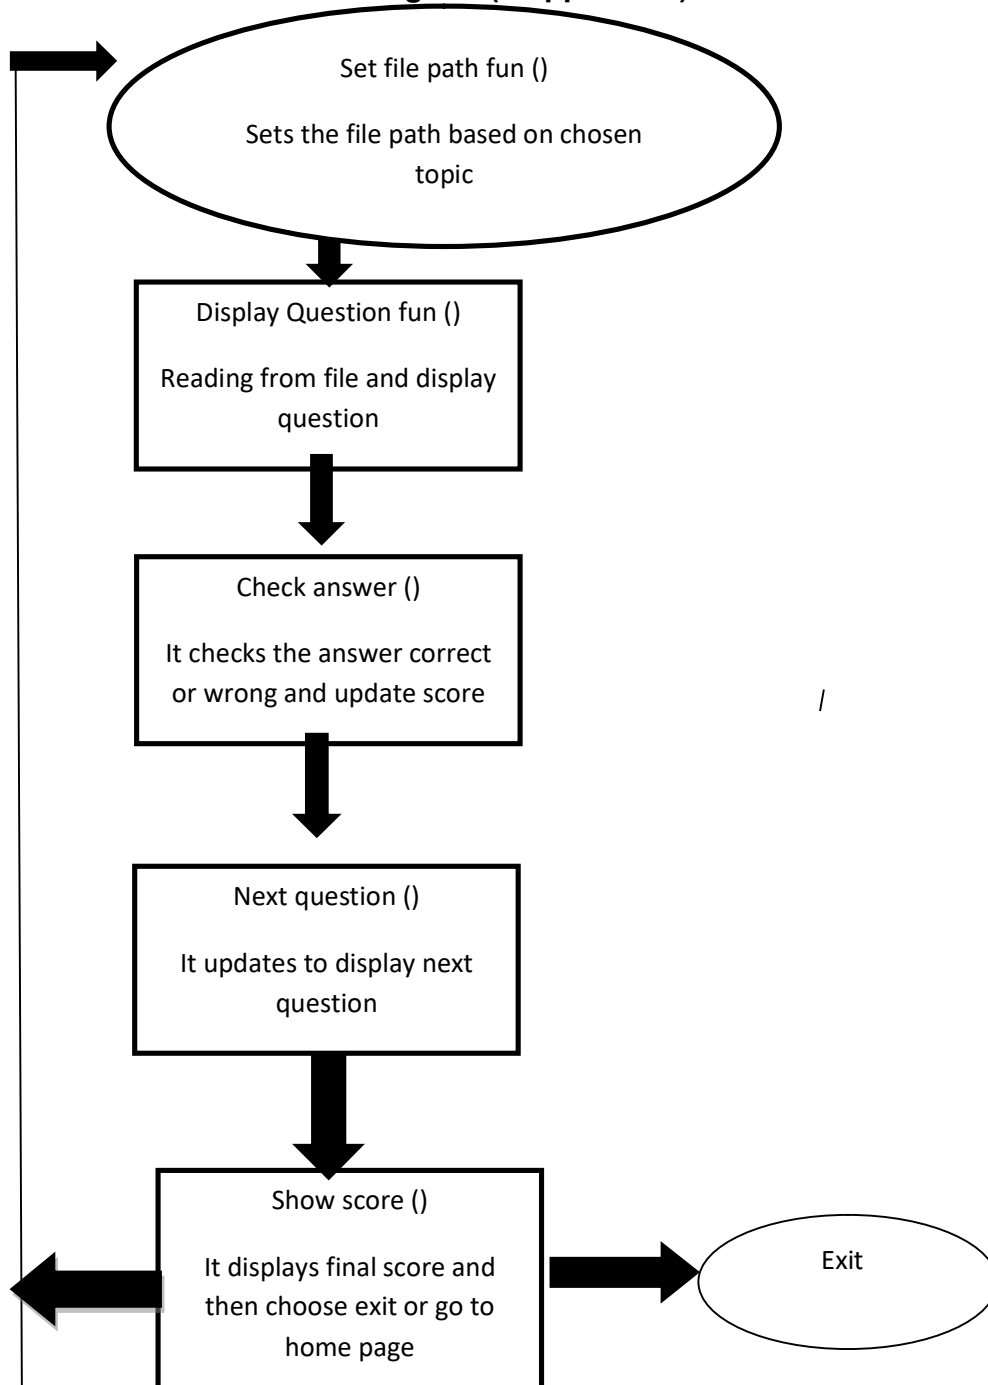 Set file path fun ()
Sets the file path based on chosen
topic
Display Question fun ()
Reading from file and display
question
Check answer ()
It checks the answer correct
or wrong and update score
/
Next question ()
It updates to display next
question
Show score ()
It displays final score and
then choose exit or go to
home page
Exit